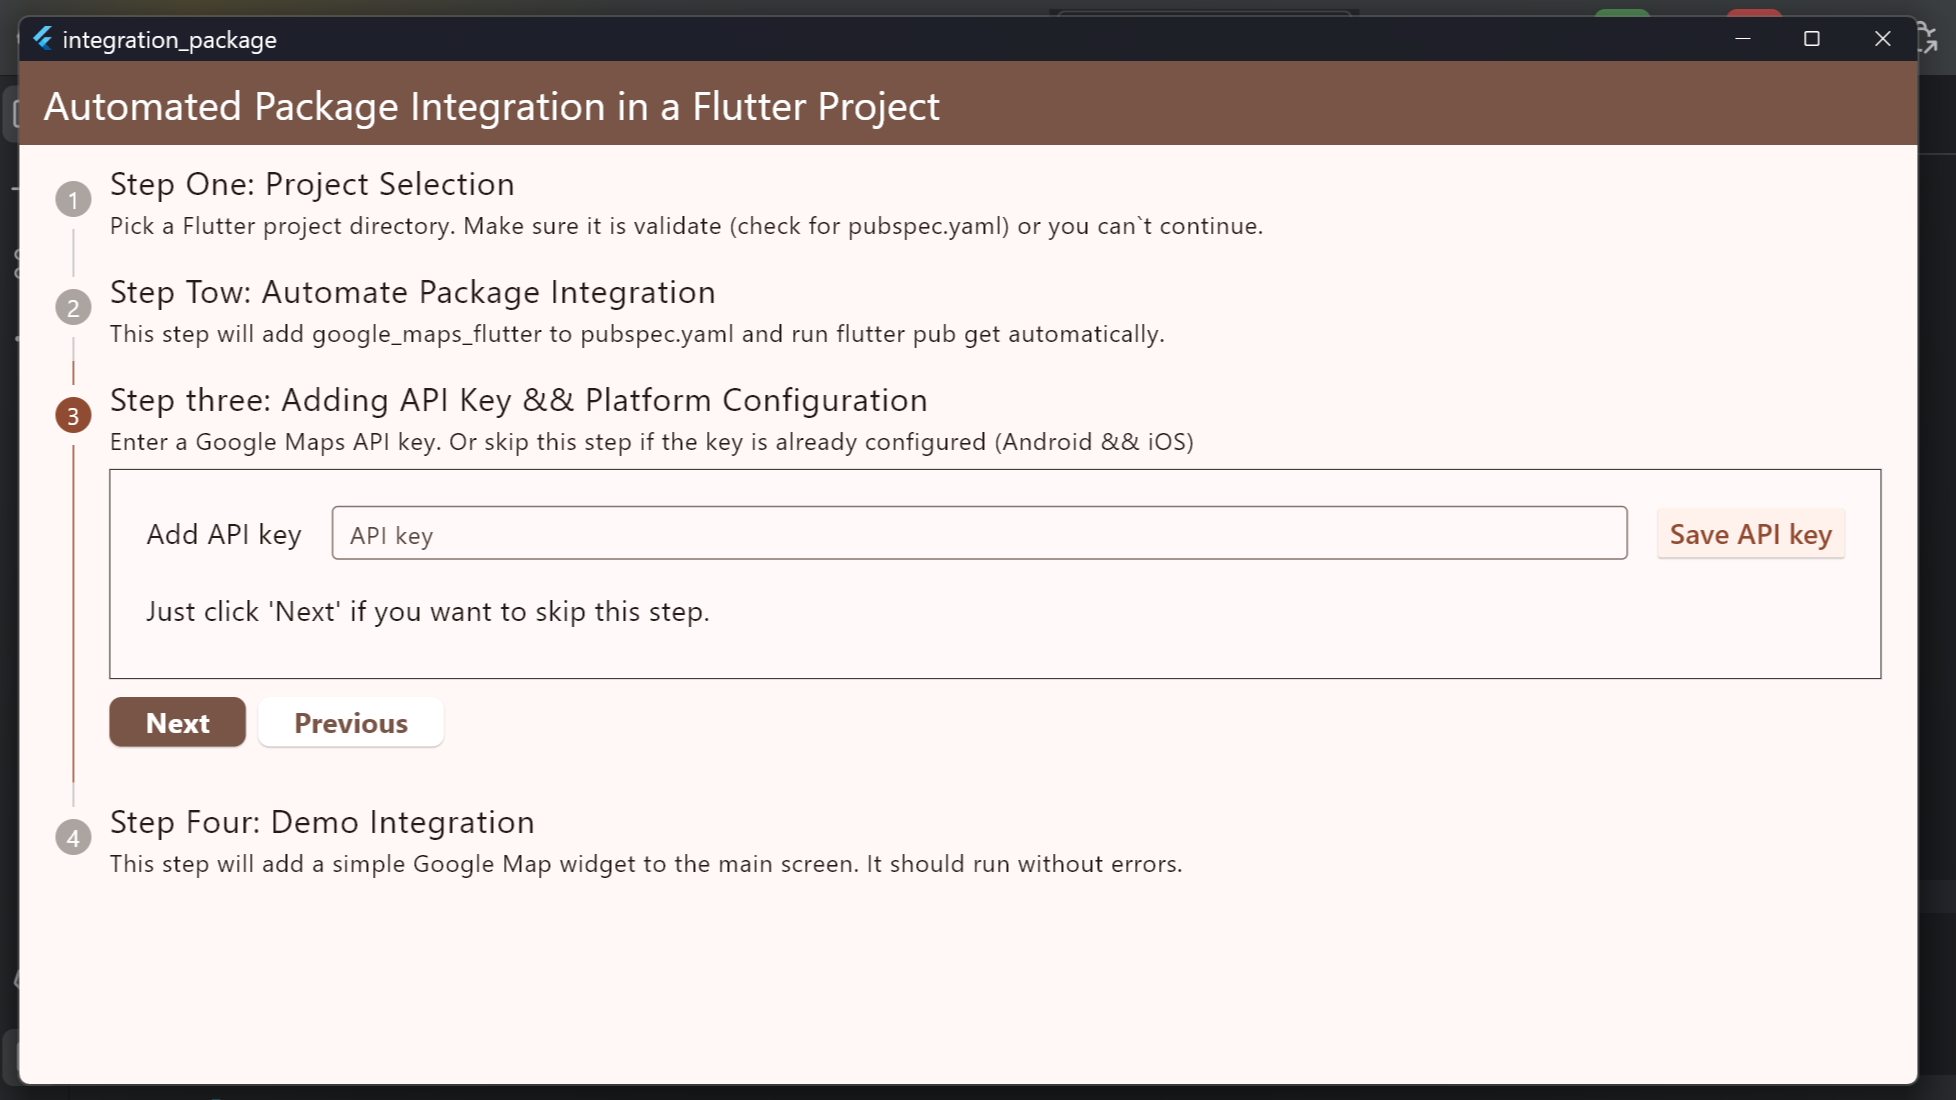 integration_package
Automated Package Integration in a Flutter Project
1
Step One: Project Selection
Pick a Flutter project directory. Make sure it is validate (check for pubspec.yaml) or you can`t continue.
2
Step Tow: Automate Package Integration
This step will add google_maps_flutter to pubspec.yaml and run flutter pub get automatically.
3
Step three: Adding API Key && Platform Configuration
Enter a Google Maps API key. Or skip this step if the key is already configured (Android && iOS)
Add API key
API key
Save API key
Just click 'Next' if you want to skip this step.
Next
Previous
4
Step Four: Demo Integration
This step will add a simple Google Map widget to the main screen. It should run without errors.